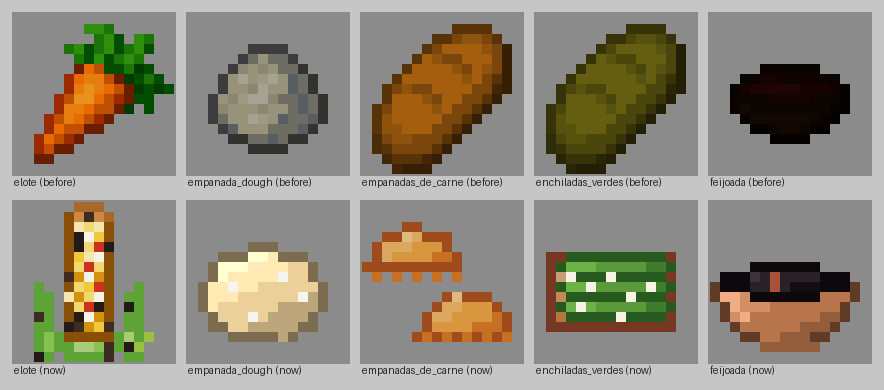 elote (before)
empanada_dough (before)
empanadas_de_carne (before)
enchiladas_verdes (before)
feijoada (before)
elote (now)
empanada_dough (now)
empanadas_de_carne (now)
enchiladas_verdes (now)
feijoada (now)